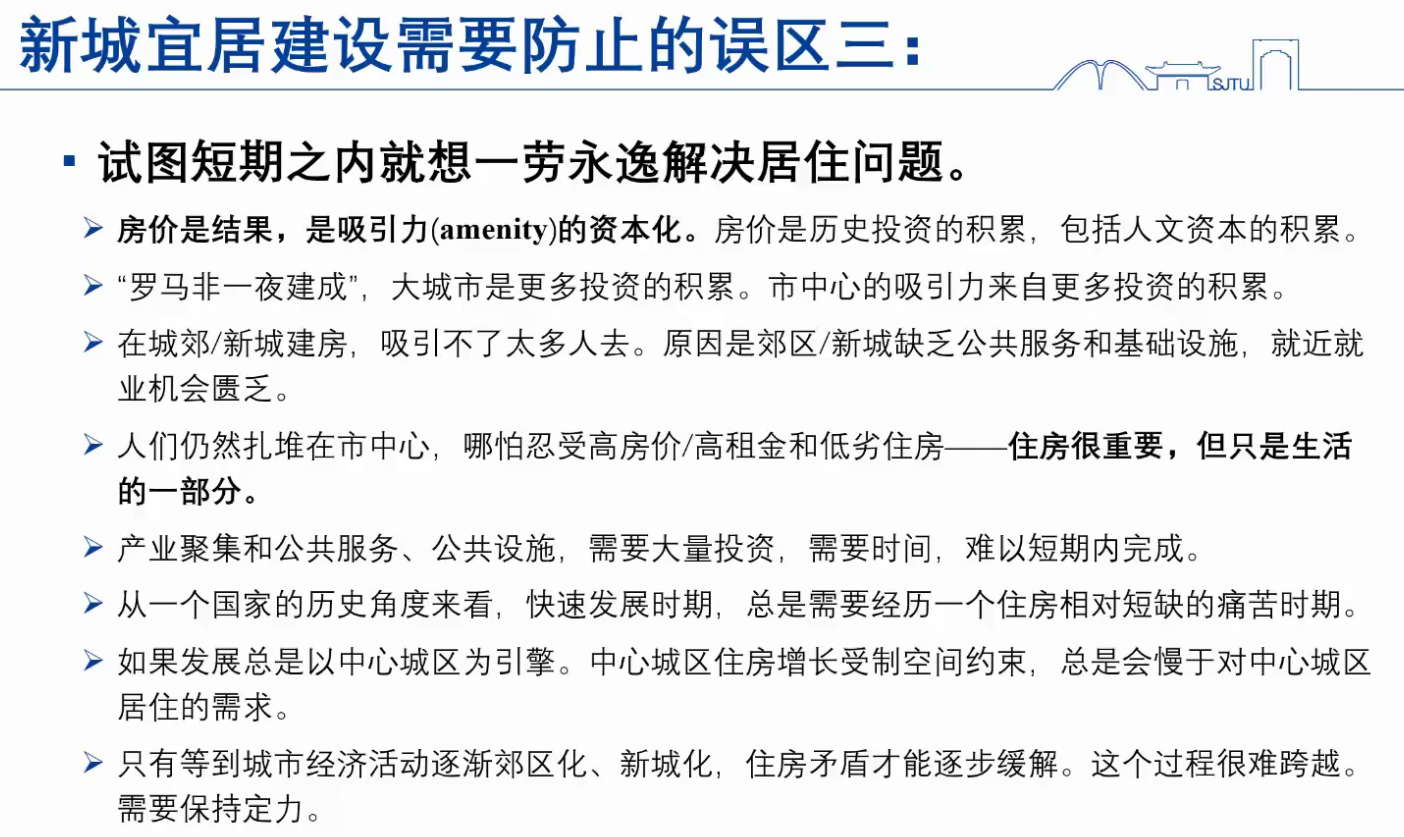 新城宜居建设需要防止的误区三：
SJTU
▪ 试图短期之内就想一劳永逸解决居住问题。
➢ 房价是结果，是吸引力(amenity)的资本化。房价是历史投资的积累，包括人文资本的积累。
➢ “罗马非一夜建成”，大城市是更多投资的积累。市中心的吸引力来自更多投资的积累。
➢ 在城郊/新城建房，吸引不了太多人去。原因是郊区/新城缺乏公共服务和基础设施，就近就
业机会匮乏。
➢ 人们仍然扎堆在市中心，哪怕忍受高房价/高租金和低劣住房——住房很重要，但只是生活
的一部分。
➢ 产业聚集和公共服务、公共设施，需要大量投资，需要时间，难以短期内完成。
➢ 从一个国家的历史角度来看，快速发展时期，总是需要经历一个住房相对短缺的痛苦时期。
➢ 如果发展总是以中心城区为引擎。中心城区住房增长受制空间约束，总是会慢于对中心城区
居住的需求。
➢ 只有等到城市经济活动逐渐郊区化、新城化，住房矛盾才能逐步缓解。这个过程很难跨越。
需要保持定力。